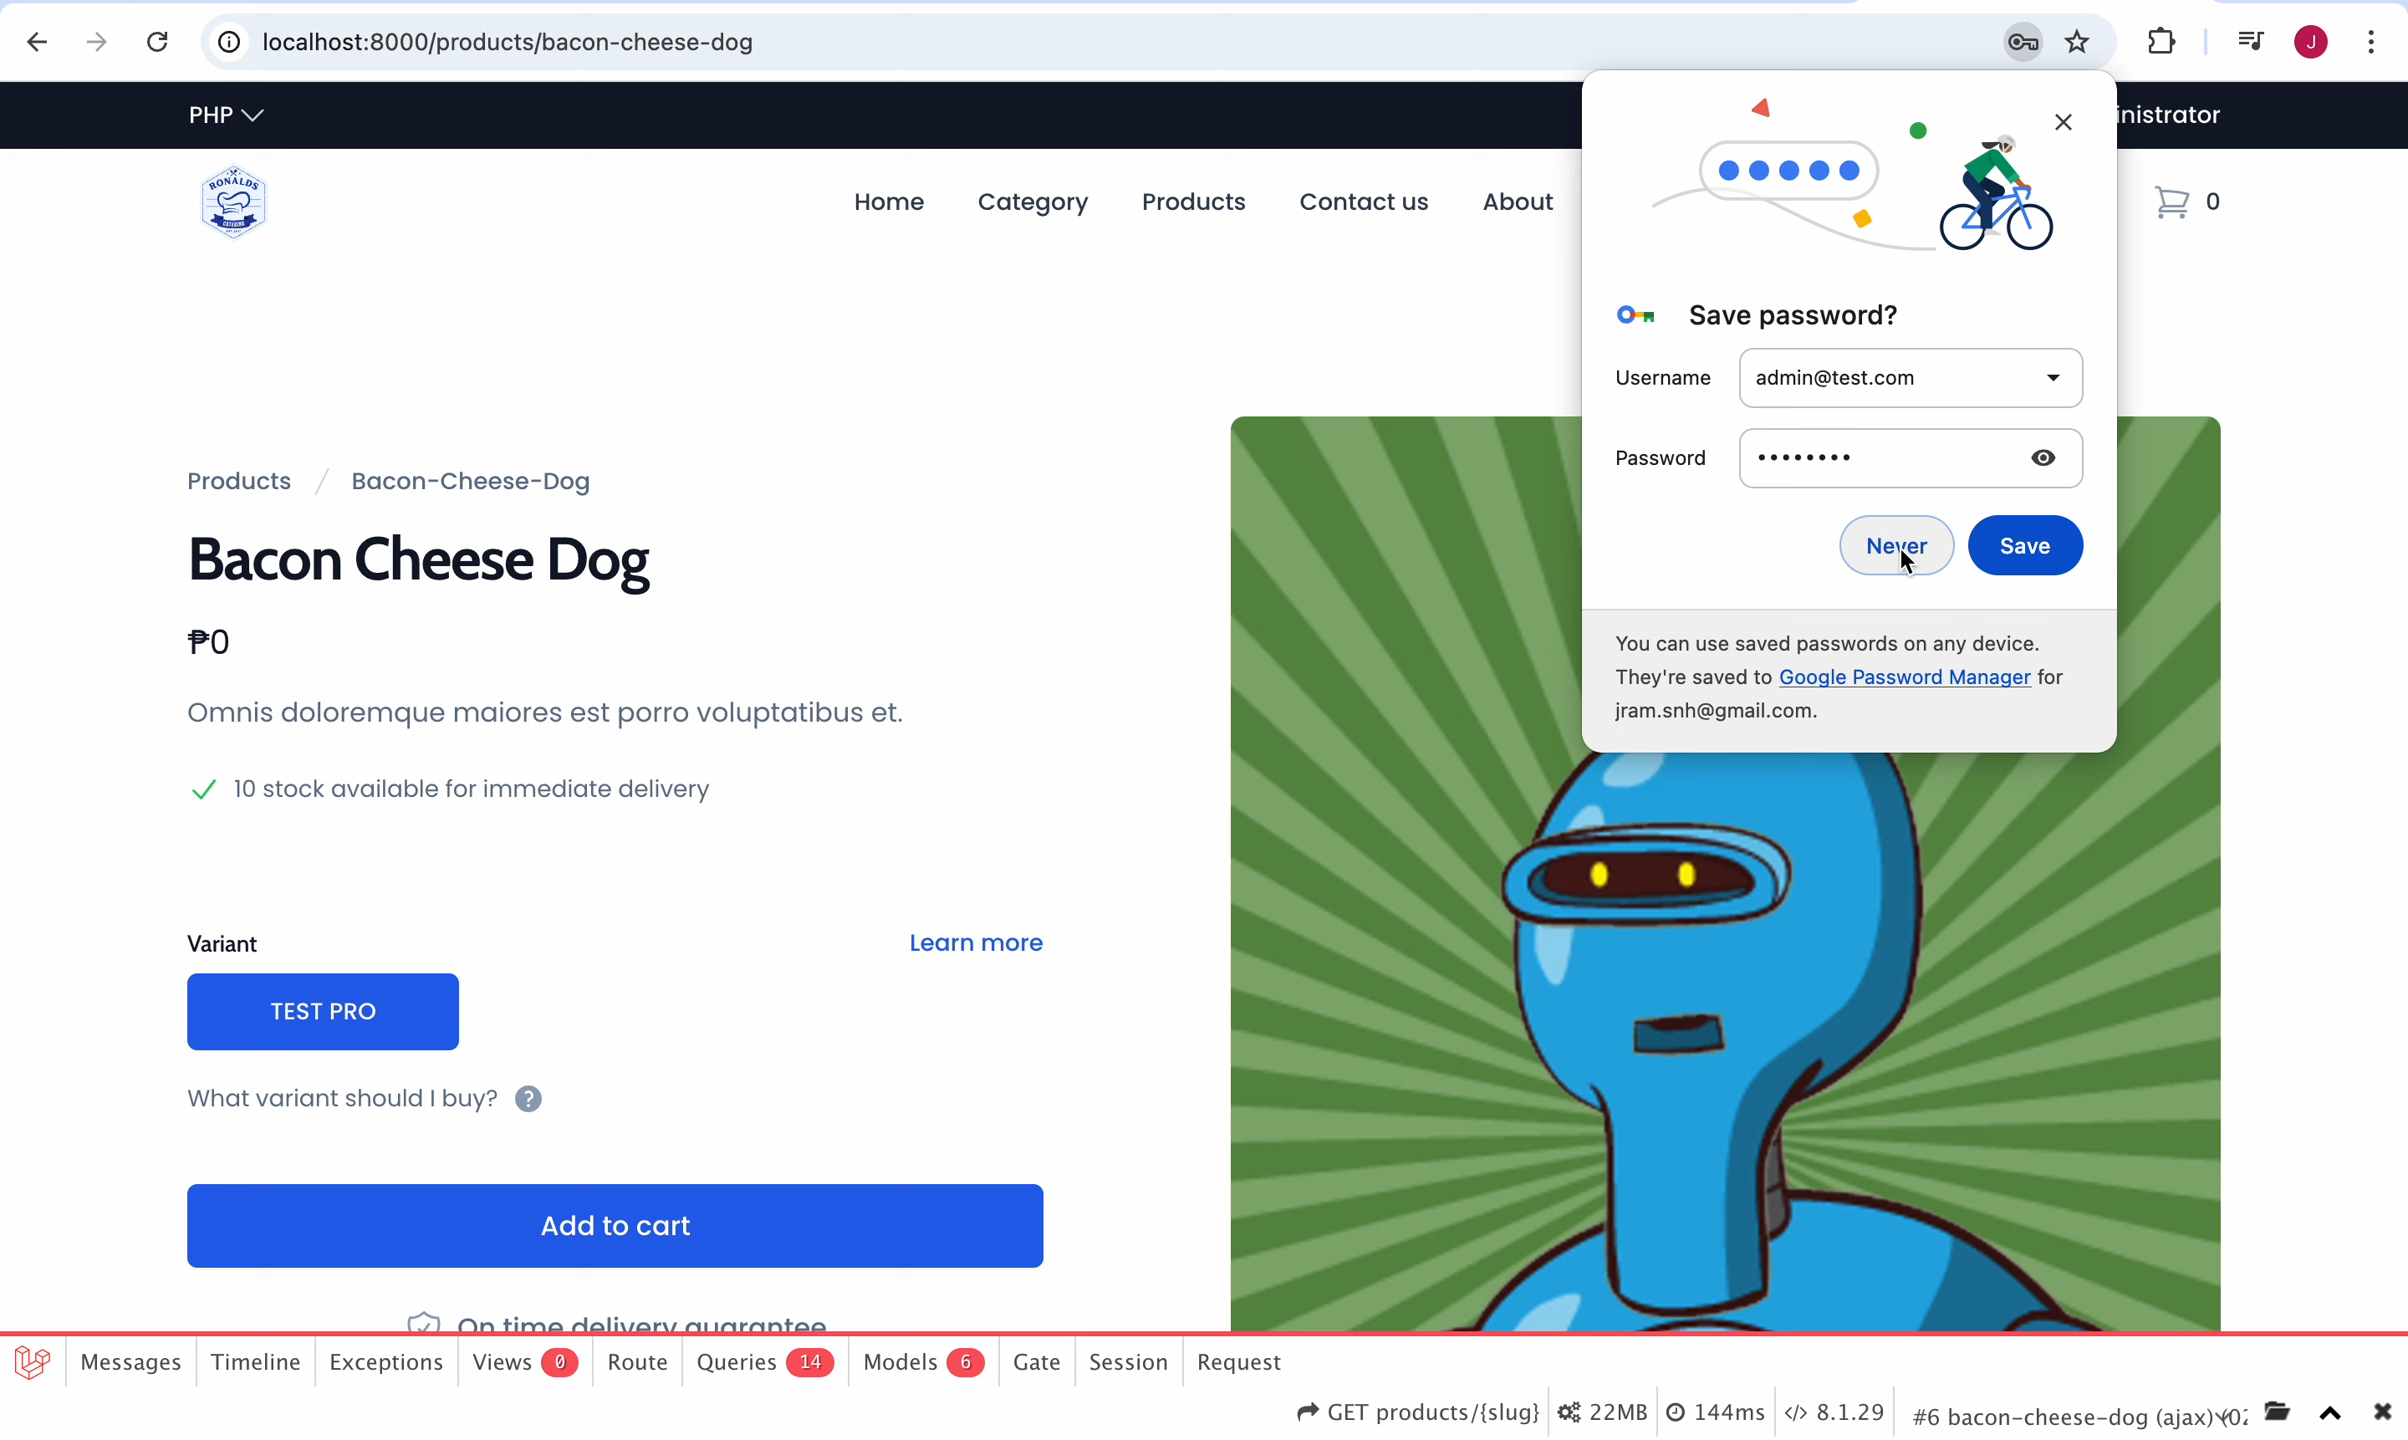 localhost:8000/products/bacon-cheese-dog
J
PHP
inistrator
RONALDS
CATERING
Home
Category
Products
Contact us
About
0
Save password?
Username
admin@test.com
Password
••••••••
Never
Save
You can use saved passwords on any device.
They're saved to Google Password Manager for
jram.snh@gmail.com.
Products / Bacon-Cheese-Dog
Bacon Cheese Dog
₱0
Omnis doloremque maiores est porro voluptatibus et.
10 stock available for immediate delivery
Variant
Learn more
TEST PRO
What variant should I buy? ?
Add to cart
On time delivery guarantee
Messages
Timeline
Exceptions
Views 0
Route
Queries 14
Models 6
Gate
Session
Request
GET products/{slug}
22MB
144ms
</> 8.1.29
#6 bacon-cheese-dog (ajax) (02